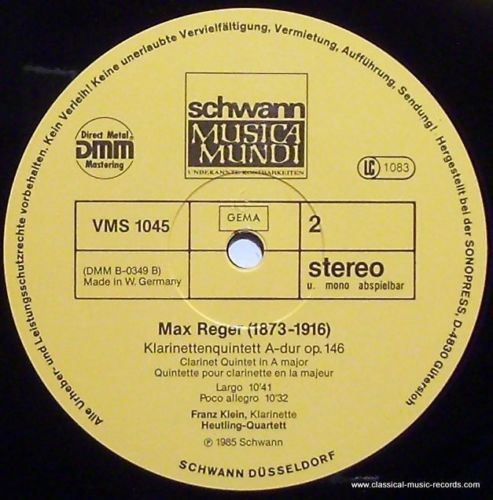 Alle Urheber- und Leistungsschutzrechte vorbehalten. Kein Verleih! Keine unerlaubte Vervielfältigung, Vermietung, Aufführung, Sendung! Hergestellt bei der SONOPRESS, D-4830 Gütersloh
schwann
MUSICA
MUNDI
UNBEKANNTE KOSTBARKEITEN
Direct Metal
DMM
Mastering
LC 1083
VMS 1045
GEMA
2
(DMM B-0349 B)
Made in W. Germany
stereo
u. mono abspielbar
Max Reger (1873-1916)
Klarinettenquintett A-dur op. 146
Clarinet Quintet in A major
Quintette pour clarinette en la majeur
Largo 10'41
Poco allegro 10'32
Franz Klein, Klarinette
Heutling-Quartett
℗ 1985 Schwann
SCHWANN DÜSSELDORF
www.classical-music-records.com